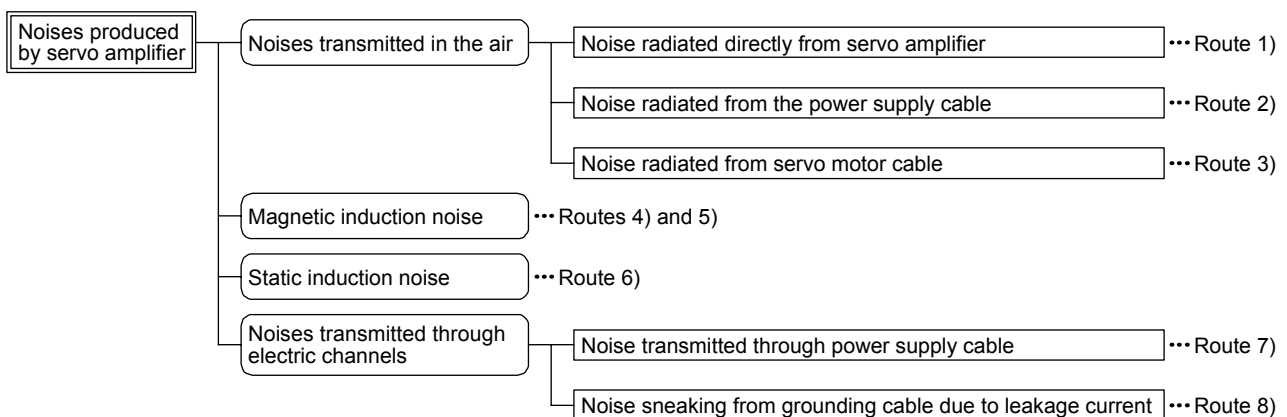 Noises produced
by servo amplifier
Noises transmitted in the air
Noise radiated directly from servo amplifier
••• Route 1)
Noise radiated from the power supply cable
••• Route 2)
Noise radiated from servo motor cable
••• Route 3)
Magnetic induction noise
••• Routes 4) and 5)
Static induction noise
••• Route 6)
Noises transmitted through
electric channels
Noise transmitted through power supply cable
••• Route 7)
Noise sneaking from grounding cable due to leakage current
••• Route 8)